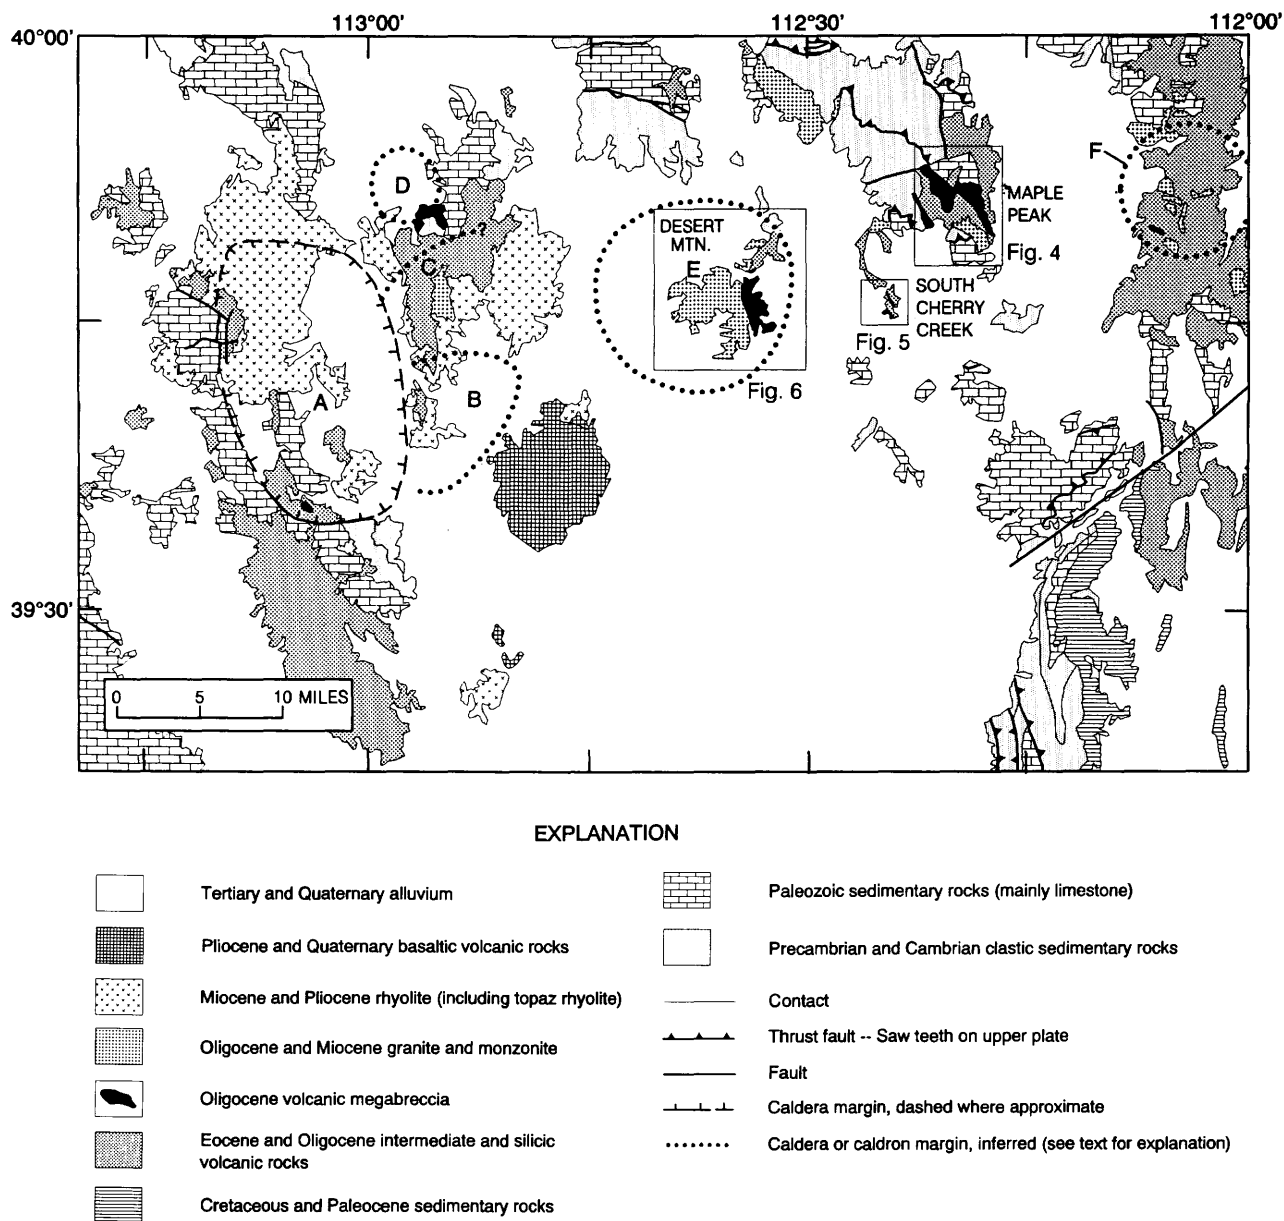 113°00'
112°30'
112°00'
40°00'
D
F
MAPLE
PEAK
DESERT
MTN.
?
C
E
Fig. 4
SOUTH
CHERRY
CREEK
Fig. 5
Fig. 6
A
B
39°30'
0 5 10 MILES
EXPLANATION
Tertiary and Quaternary alluvium
Pliocene and Quaternary basaltic volcanic rocks
Miocene and Pliocene rhyolite (including topaz rhyolite)
Oligocene and Miocene granite and monzonite
Oligocene volcanic megabreccia
Eocene and Oligocene intermediate and silicic
volcanic rocks
Cretaceous and Paleocene sedimentary rocks
Paleozoic sedimentary rocks (mainly limestone)
Precambrian and Cambrian clastic sedimentary rocks
Contact
Thrust fault -- Saw teeth on upper plate
Fault
Caldera margin, dashed where approximate
Caldera or caldron margin, inferred (see text for explanation)